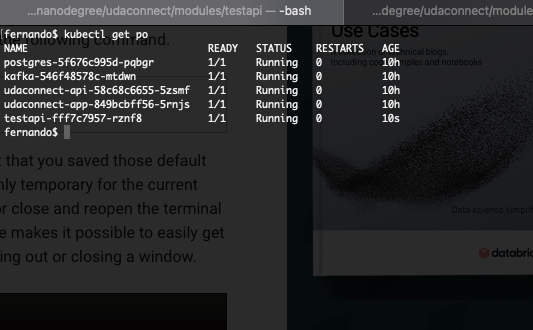 ...nanodegree/udaconnect/modules/testapi — -bash
...degree/udaconnect/module
fernando$ kubectl get po
NAME READY STATUS RESTARTS AGE
postgres-5f676c995d-pqbgr 1/1 Running 0 10h
kafka-546f48578c-mtdwn 1/1 Running 0 10h
udaconnect-api-58c68c6655-5zsmf 1/1 Running 0 10h
udaconnect-app-849bcbff56-5rnjs 1/1 Running 0 10h
testapi-fff7c7957-rznf8 1/1 Running 0 10s
fernando$
e following command.
that you saved those default
nly temporary for the current
or close and reopen the terminal
e makes it possible to easily get
ing out or closing a window.
Use Cases
technical blogs.
Including co mples and notebooks
Data science simplifi
databri